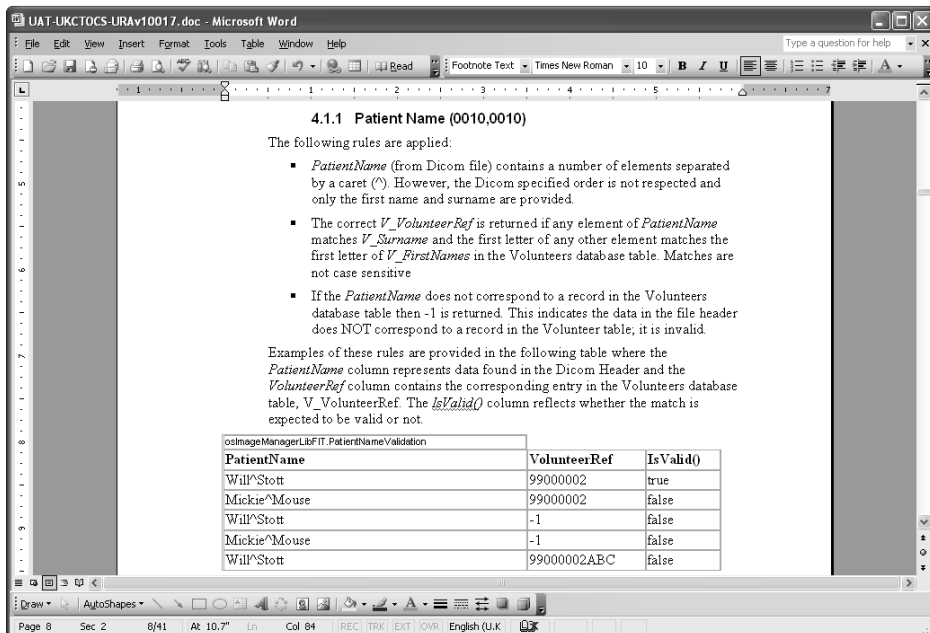 UAT-UKCTOCS-URAv10017.doc - Microsoft Word
File Edit View Insert Format Tools Table Window Help Type a question for help
Read Footnote Text Times New Roman 10 B I U A
1 1 2 3 4 5 7
4.1.1 Patient Name (0010,0010)
The following rules are applied:
▪ PatientName (from Dicom file) contains a number of elements separated
by a caret (^). However, the Dicom specified order is not respected and
only the first name and surname are provided.
▪ The correct V_VolunteerRef is returned if any element of PatientName
matches V_Surname and the first letter of any other element matches the
first letter of V_FirstNames in the Volunteers database table. Matches are
not case sensitive
▪ If the PatientName does not correspond to a record in the Volunteers
database table then -1 is returned. This indicates the data in the file header
does NOT correspond to a record in the Volunteer table; it is invalid.
Examples of these rules are provided in the following table where the
PatientName column represents data found in the Dicom Header and the
VolunteerRef column contains the corresponding entry in the Volunteers database
table, V_VolunteerRef. The IsValid() column reflects whether the match is
expected to be valid or not.
osImageManagerLibFIT.PatientNameValidation
PatientName VolunteerRef IsValid()
Will^Stott 99000002 true
Mickie^Mouse 99000002 false
Will^Stott -1 false
Mickie^Mouse -1 false
Will^Stott 99000002ABC false
Draw AutoShapes A
Page 8 Sec 2 8/41 At 10.7" Ln Col 84 REC TRK EXT OVR English (U.K